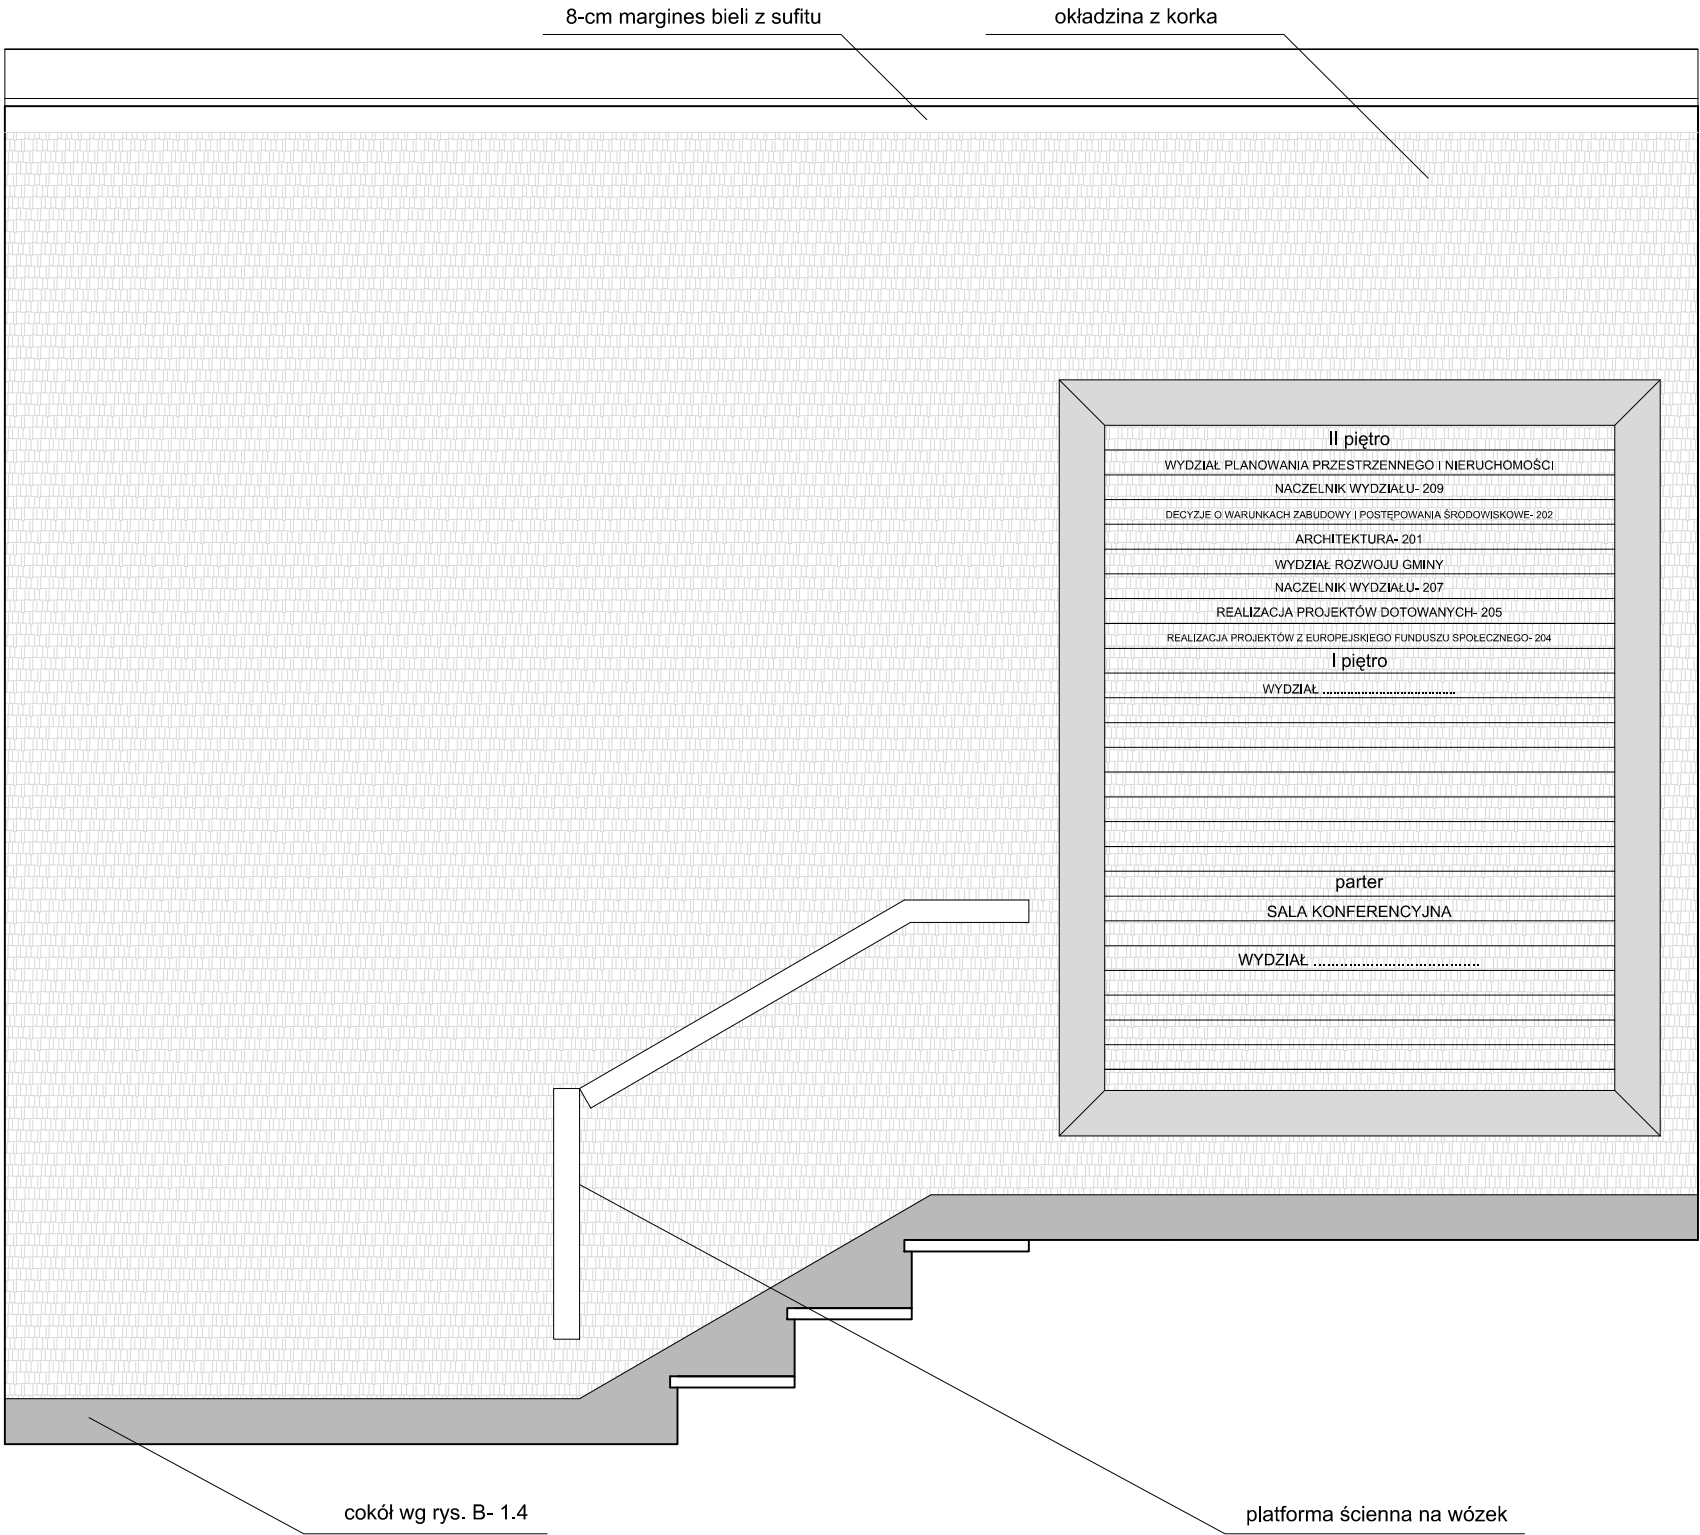 8-cm margines bieli z sufitu
okładzina z korka
II piętro
WYDZIAŁ PLANOWANIA PRZESTRZENNEGO I NIERUCHOMOŚCI
NACZELNIK WYDZIAŁU- 209
DECYZJE O WARUNKACH ZABUDOWY I POSTĘPOWANIA ŚRODOWISKOWE- 202
ARCHITEKTURA- 201
WYDZIAŁ ROZWOJU GMINY
NACZELNIK WYDZIAŁU- 207
REALIZACJA PROJEKTÓW DOTOWANYCH- 205
REALIZACJA PROJEKTÓW Z EUROPEJSKIEGO FUNDUSZU SPOŁECZNEGO- 204
I piętro
WYDZIAŁ .....................................
parter
SALA KONFERENCYJNA
WYDZIAŁ .....................................
cokół wg rys. B- 1.4
platforma ścienna na wózek